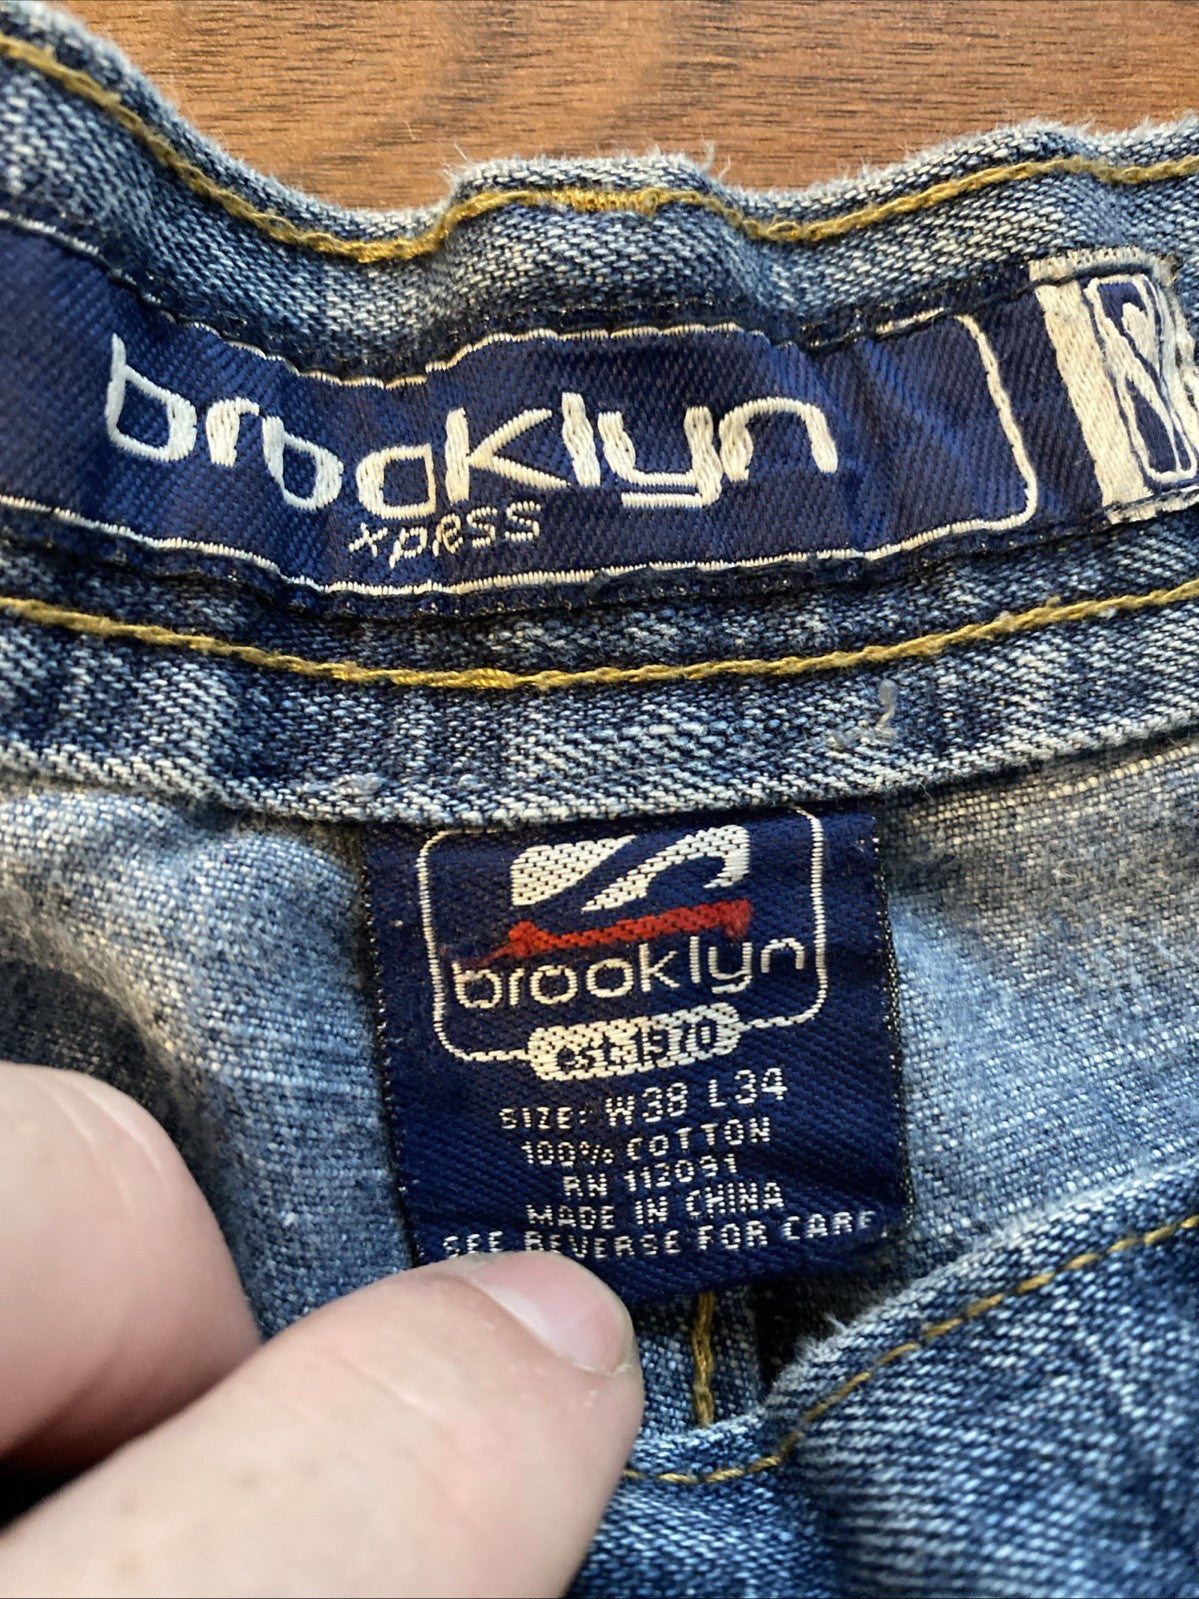 brooklyn
xpress
brooklyn
est. 1970
SIZE: W38 L34
100% COTTON
RN 112091
MADE IN CHINA
SEE REVERSE FOR CARE